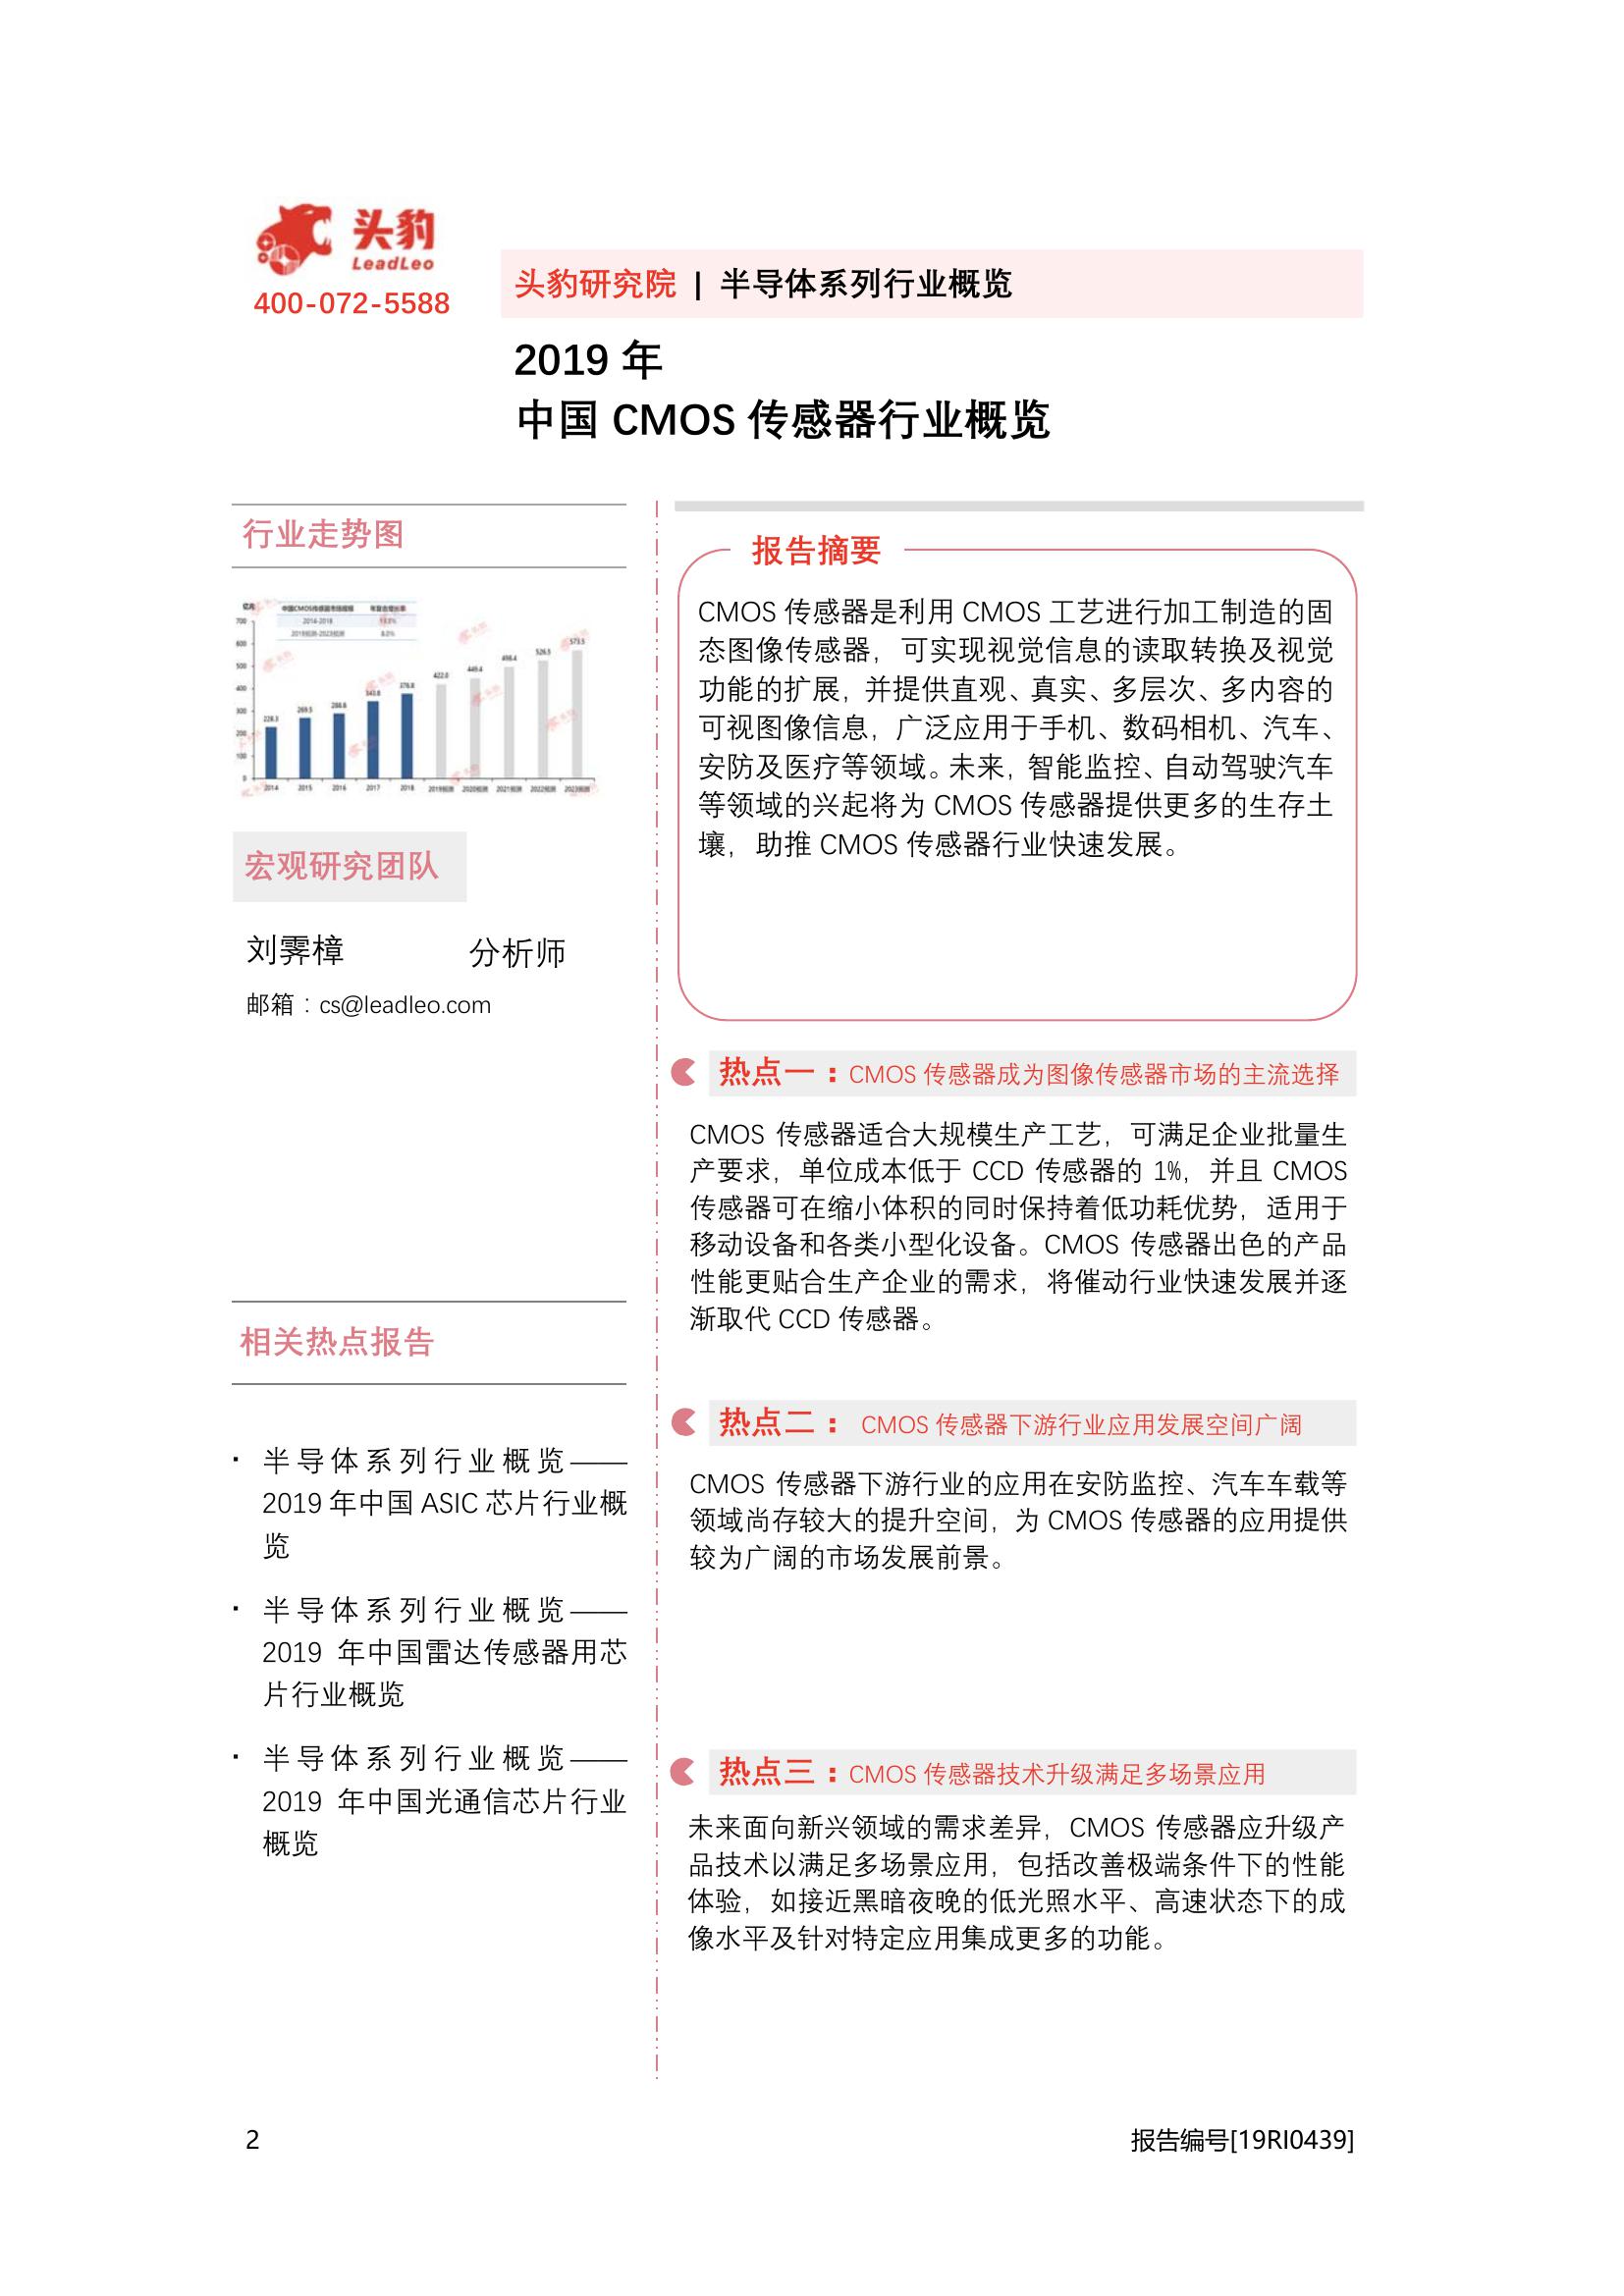 头豹
LeadLeo
400-072-5588
头豹研究院 | 半导体系列行业概览
2019 年
中国 CMOS 传感器行业概览
行业走势图
亿元
中国CMOS传感器市场规模 年复合增长率
2014-2018
2019预测-2023预测 8.0%
700
600
500
400
300
200
100
0
228.3
269.5
288.8
343.8
378.8
422.0
449.4
498.4
526.5
573.5
2014 2015 2016 2017 2018 2019预测 2020预测 2021预测 2022预测 2023预测
宏观研究团队
刘霁樟 分析师
邮箱：cs@leadleo.com
相关热点报告
· 半导体系列行业概览——
2019 年中国 ASIC 芯片行业概
览
· 半导体系列行业概览——
2019 年中国雷达传感器用芯
片行业概览
· 半导体系列行业概览——
2019 年中国光通信芯片行业
概览
报告摘要
CMOS 传感器是利用 CMOS 工艺进行加工制造的固
态图像传感器，可实现视觉信息的读取转换及视觉
功能的扩展，并提供直观、真实、多层次、多内容的
可视图像信息，广泛应用于手机、数码相机、汽车、
安防及医疗等领域。未来，智能监控、自动驾驶汽车
等领域的兴起将为 CMOS 传感器提供更多的生存土
壤，助推 CMOS 传感器行业快速发展。
热点一：CMOS 传感器成为图像传感器市场的主流选择
CMOS 传感器适合大规模生产工艺，可满足企业批量生
产要求，单位成本低于 CCD 传感器的 1%，并且 CMOS
传感器可在缩小体积的同时保持着低功耗优势，适用于
移动设备和各类小型化设备。CMOS 传感器出色的产品
性能更贴合生产企业的需求，将催动行业快速发展并逐
渐取代 CCD 传感器。
热点二： CMOS 传感器下游行业应用发展空间广阔
CMOS 传感器下游行业的应用在安防监控、汽车车载等
领域尚存较大的提升空间，为 CMOS 传感器的应用提供
较为广阔的市场发展前景。
热点三：CMOS 传感器技术升级满足多场景应用
未来面向新兴领域的需求差异，CMOS 传感器应升级产
品技术以满足多场景应用，包括改善极端条件下的性能
体验，如接近黑暗夜晚的低光照水平、高速状态下的成
像水平及针对特定应用集成更多的功能。
2 报告编号[19RI0439]